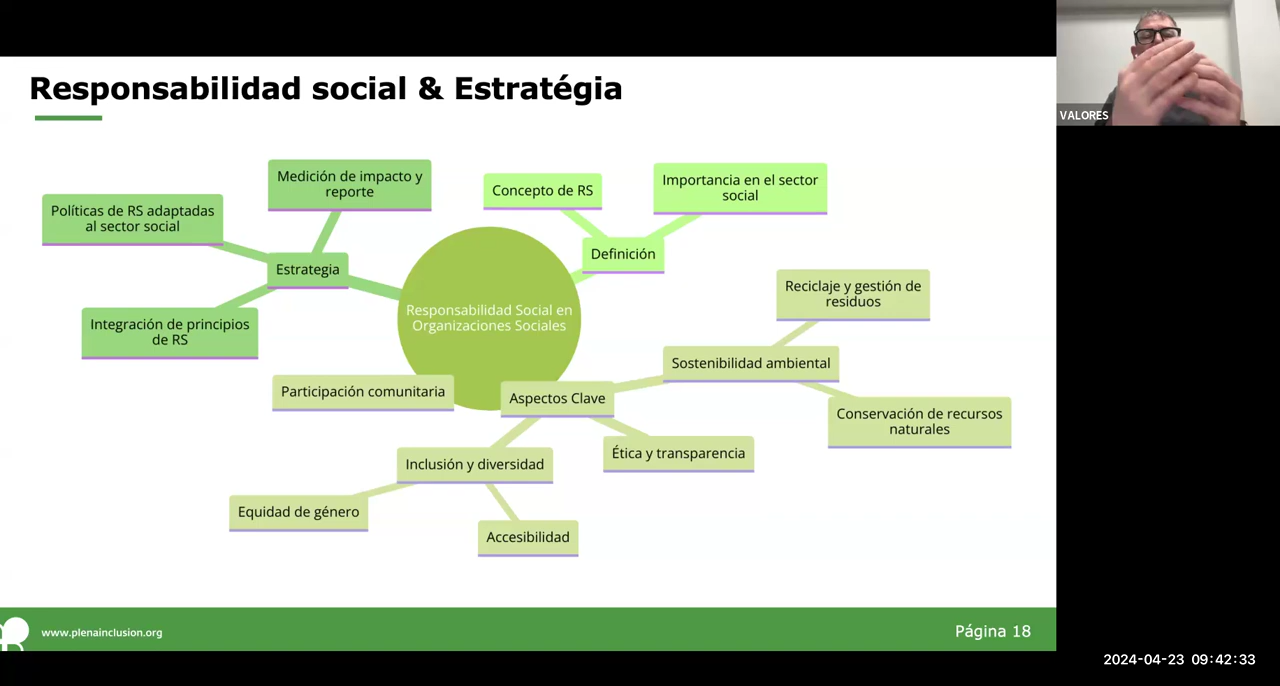 Responsabilidad social & Estratégia
VALORES
Medición de impacto y
reporte
Políticas de RS adaptadas
al sector social
Estrategia
Integración de principios
de RS
Concepto de RS
Importancia en el sector
social
Definición
Responsabilidad Social en
Organizaciones Sociales
Reciclaje y gestión de
residuos
Sostenibilidad ambiental
Conservación de recursos
naturales
Participación comunitaria
Aspectos Clave
Ética y transparencia
Inclusión y diversidad
Equidad de género
Accesibilidad
www.plenainclusion.org
Página 18
2024-04-23 09:42:33